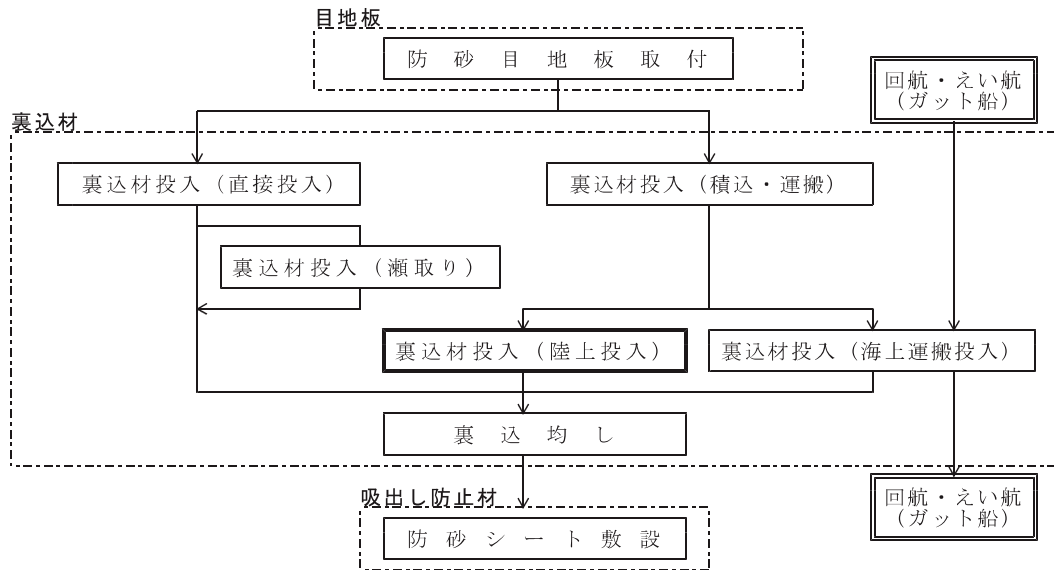 目地板
防砂目地板取付
回航・えい航
(ガット船)
裏込材
裏込材投入(直接投入)
裏込材投入(積込・運搬)
裏込材投入(瀬取り)
裏込材投入(陸上投入)
裏込材投入(海上運搬投入)
裏込均し
吸出し防止材
防砂シート敷設
回航・えい航
(ガット船)